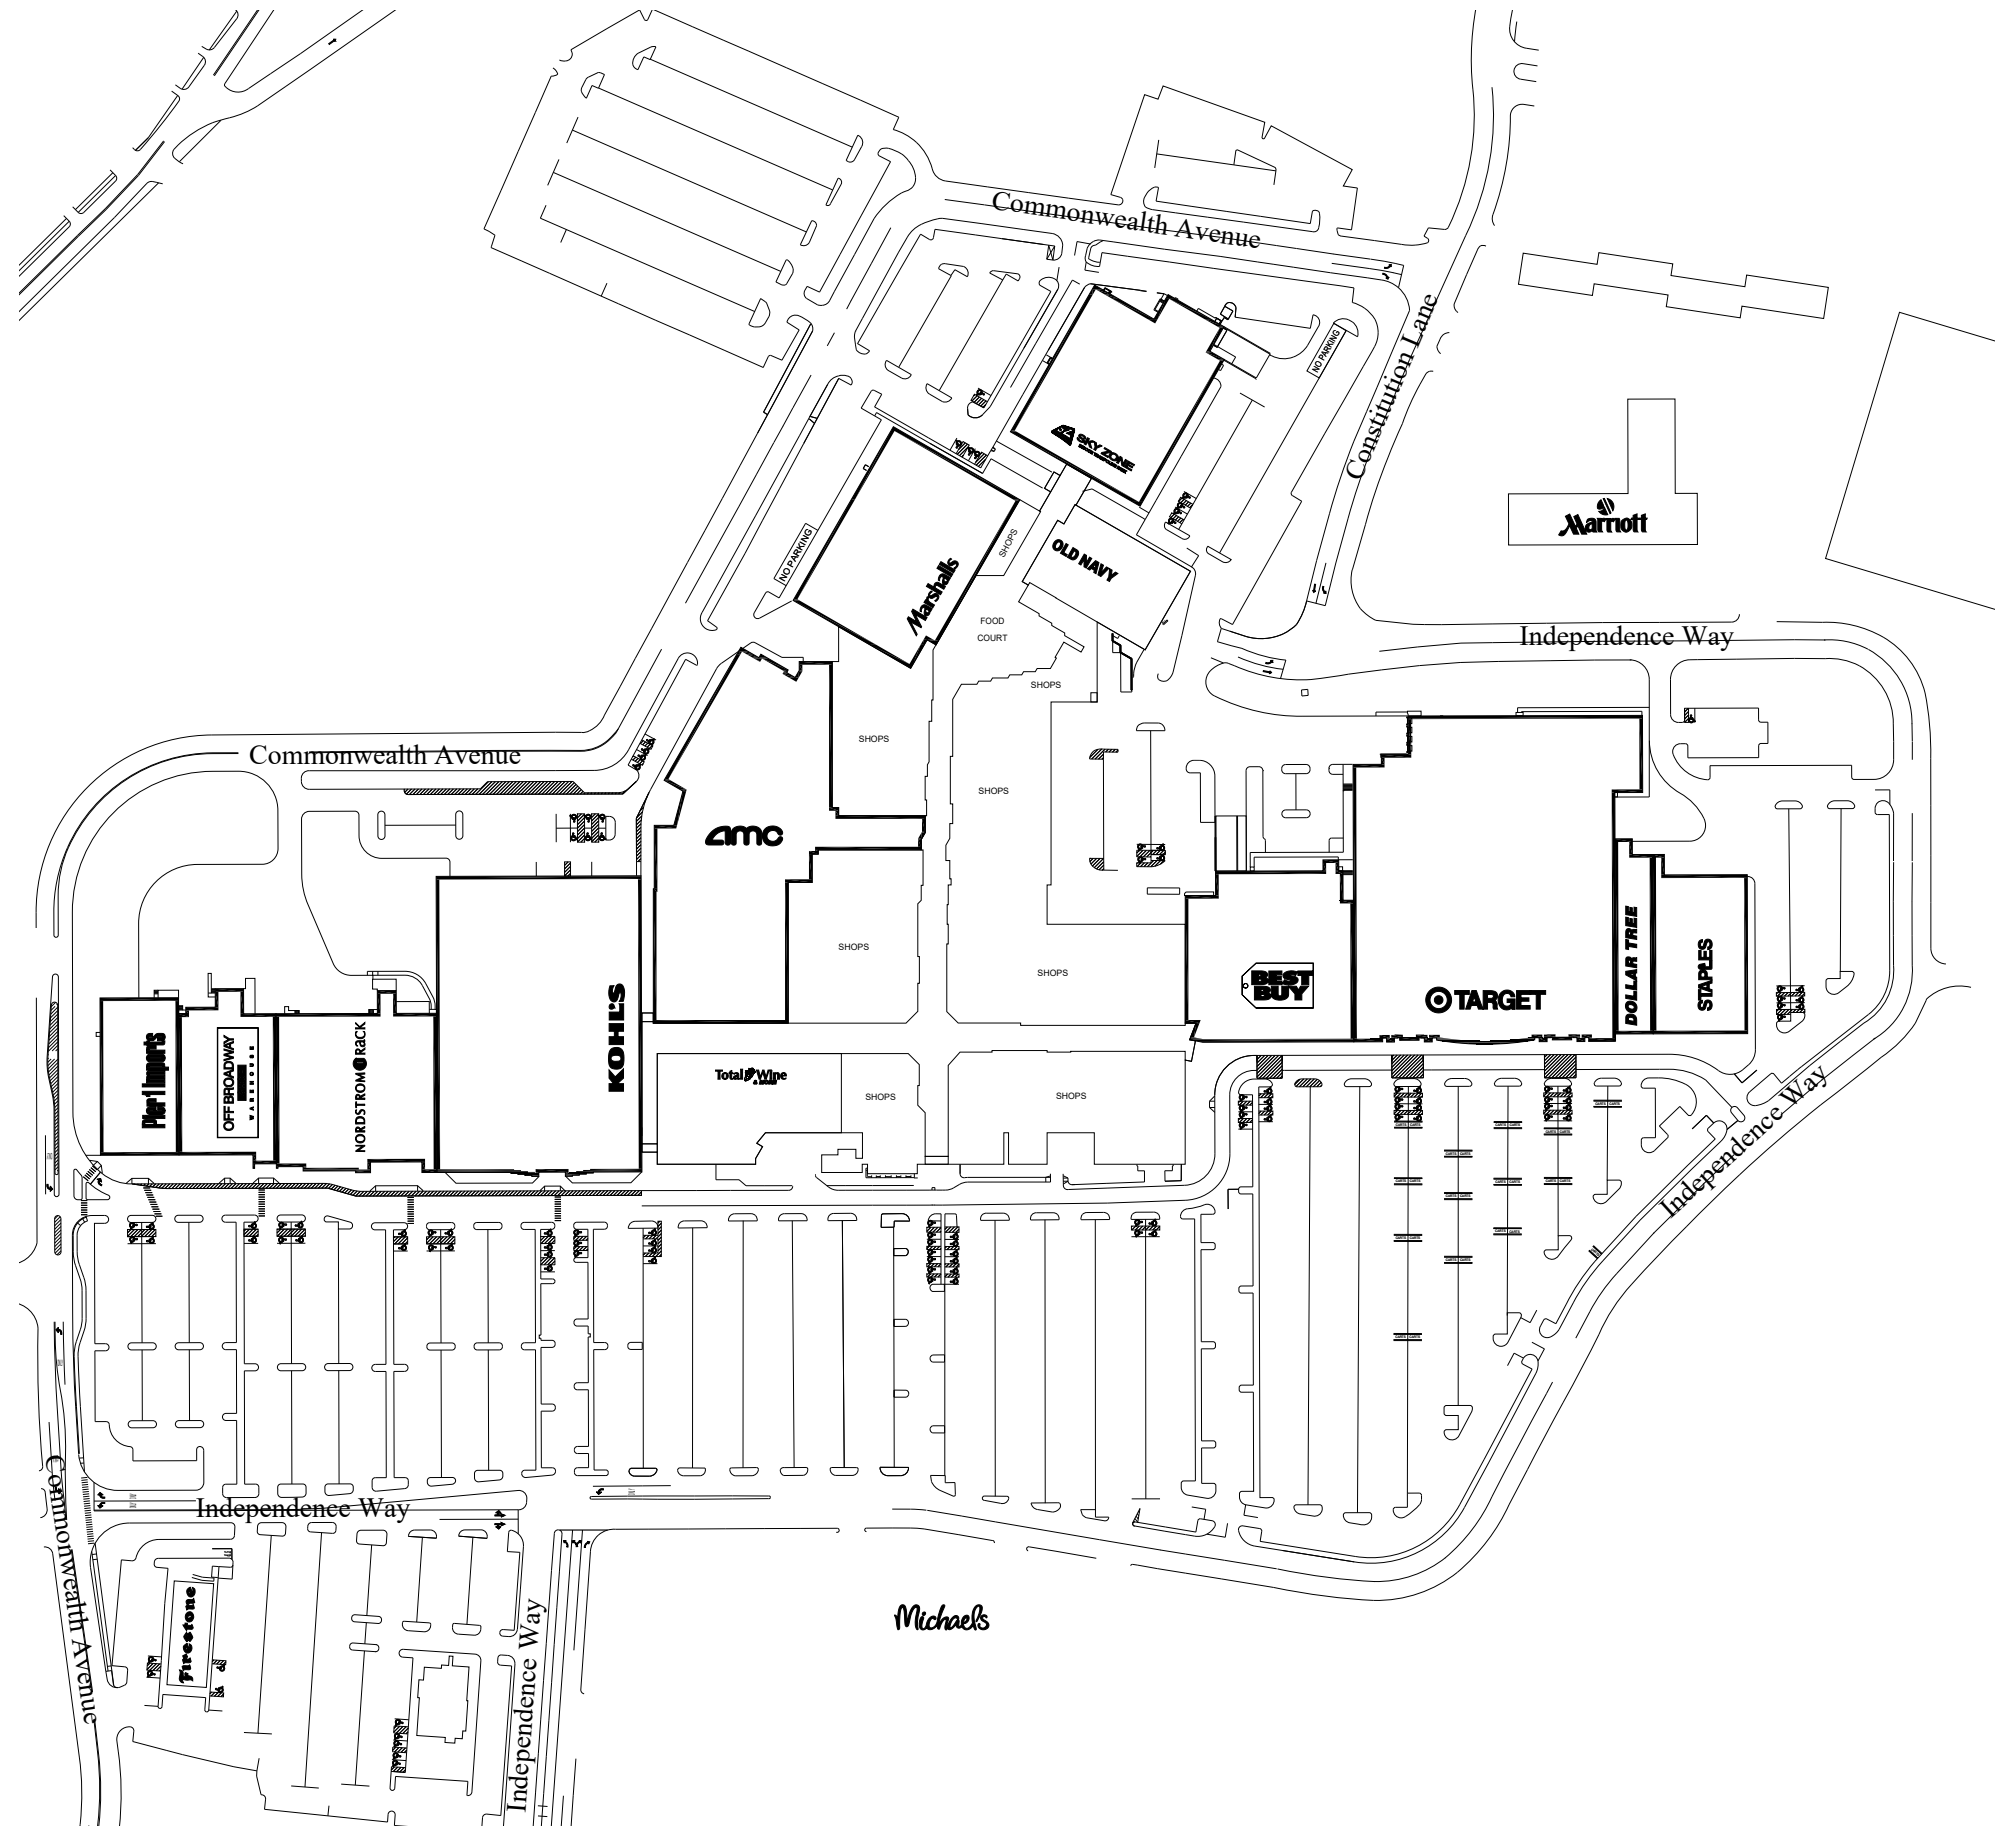 Commonwealth Avenue
Constitution Lane
NO PARKING
SKY ZONE
Marriott
NO PARKING
SHOPS
OLD NAVY
Marshalls
FOOD
COURT
Independence Way
SHOPS
SHOPS
Commonwealth Avenue
SHOPS
amc
SHOPS
SHOPS
BEST
BUY
TARGET
DOLLAR TREE
STAPLES
KOHL'S
Pier 1 Imports
OFF BROADWAY
WAREHOUSE
NORDSTROM RACK
Total Wine
& MORE
SHOPS
SHOPS
Independence Way
Commonwealth Avenue
Independence Way
Firestone
Independence Way
Michaels